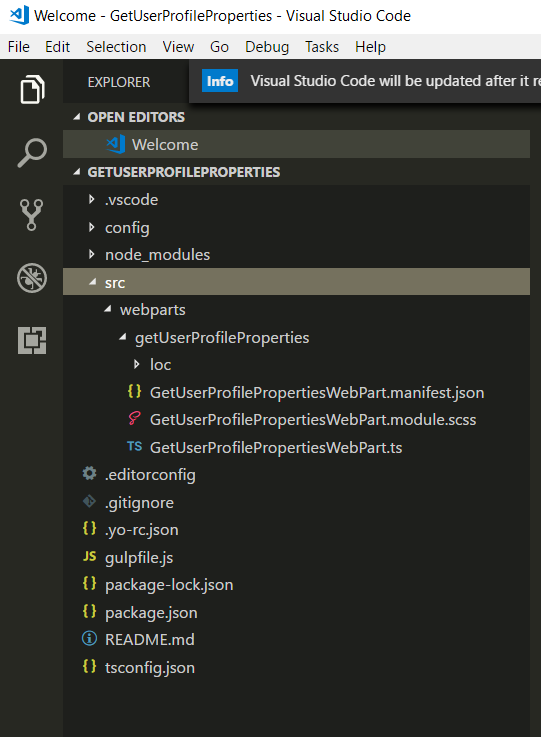 Welcome - GetUserProfileProperties - Visual Studio Code
File Edit Selection View Go Debug Tasks Help
EXPLORER
Info Visual Studio Code will be updated after it re
OPEN EDITORS
Welcome
GETUSERPROFILEPROPERTIES
.vscode
config
node_modules
src
webparts
getUserProfileProperties
loc
{} GetUserProfilePropertiesWebPart.manifest.json
GetUserProfilePropertiesWebPart.module.scss
TS GetUserProfilePropertiesWebPart.ts
.editorconfig
.gitignore
{} .yo-rc.json
JS gulpfile.js
{} package-lock.json
{} package.json
README.md
{} tsconfig.json